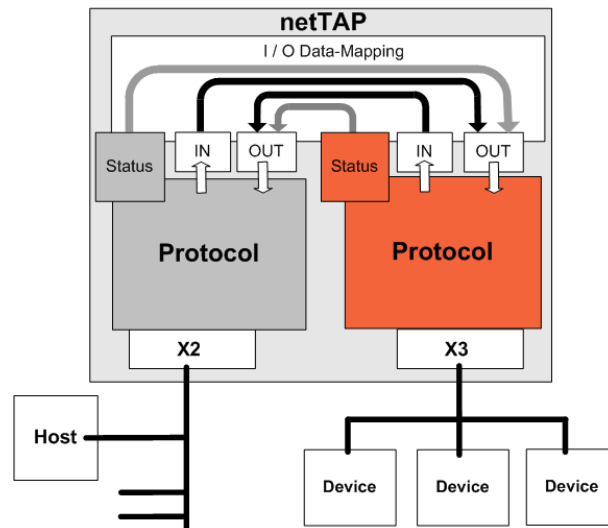 netTAP
I / O Data-Mapping
Status
IN
OUT
Status
IN
OUT
Protocol
Protocol
X2
X3
Host
Device
Device
Device